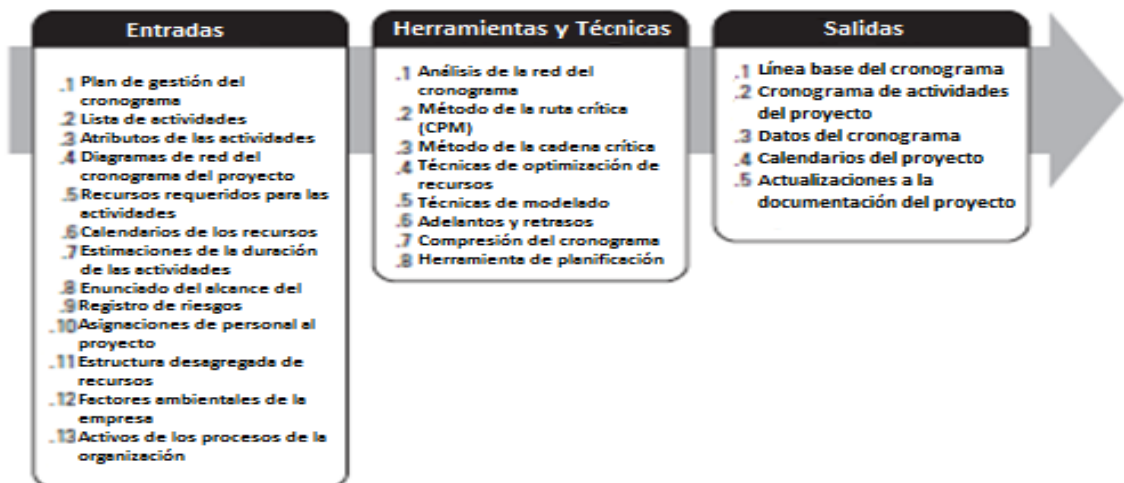 Entradas
.1 Plan de gestión del
cronograma
.2 Lista de actividades
.3 Atributos de las actividades
.4 Diagramas de red del
cronograma del proyecto
.5 Recursos requeridos para las
actividades
.6 Calendarios de los recursos
.7 Estimaciones de la duración
de las actividades
.8 Enunciado del alcance del
.9 Registro de riesgos
.10 Asignaciones de personal al
proyecto
.11 Estructura desagregada de
recursos
.12 Factores ambientales de la
empresa
.13 Activos de los procesos de la
organización
Herramientas y Técnicas
.1 Análisis de la red del
cronograma
.2 Método de la ruta crítica
(CPM)
.3 Método de la cadena crítica
.4 Técnicas de optimización de
recursos
.5 Técnicas de modelado
.6 Adelantos y retrasos
.7 Compresión del cronograma
.8 Herramienta de planificación
Salidas
.1 Línea base del cronograma
.2 Cronograma de actividades
del proyecto
.3 Datos del cronograma
.4 Calendarios del proyecto
.5 Actualizaciones a la
documentación del proyecto